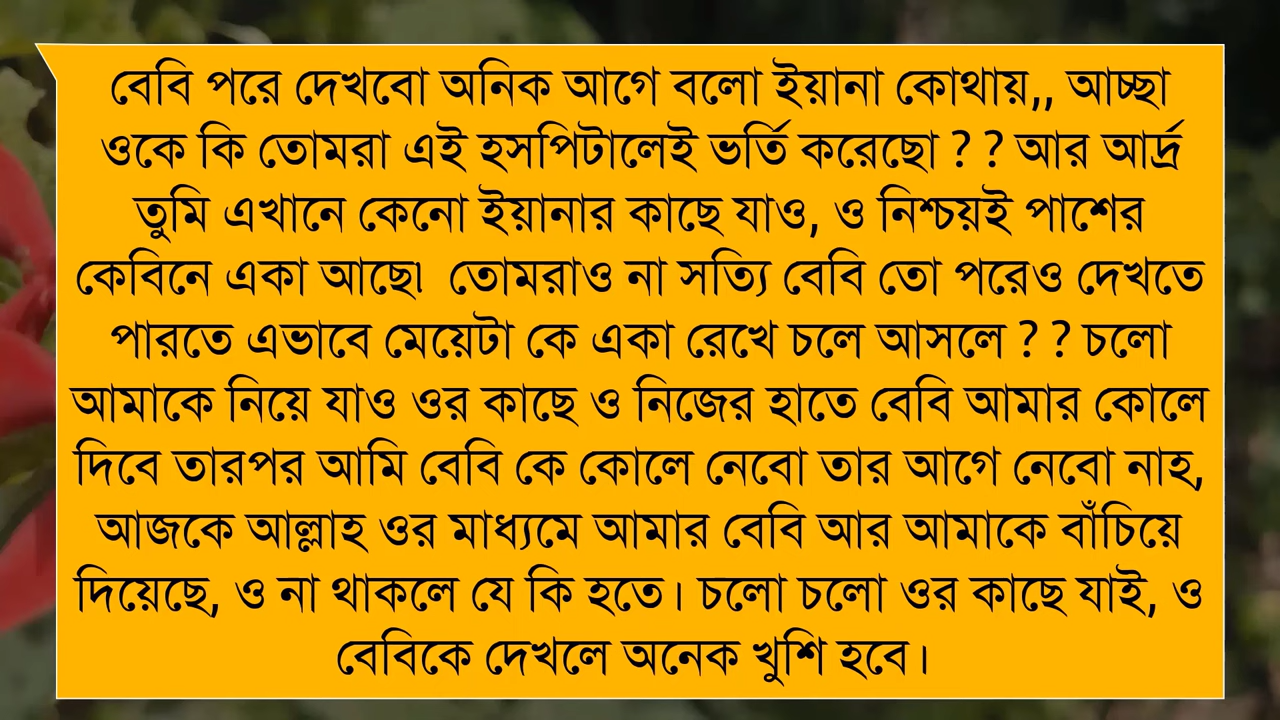 বেবি পরে দেখবো অনিক আগে বলো ইয়ানা কোথায়,, আচ্ছা
ওকে কি তোমরা এই হসপিটালেই ভর্তি করেছো ? ? আর আর্দ্র
তুমি এখানে কেনো ইয়ানার কাছে যাও, ও নিশ্চয়ই পাশের
কেবিনে একা আছে৷ তোমরাও না সত্যি বেবি তো পরেও দেখতে
পারতে এভাবে মেয়েটা কে একা রেখে চলে আসলে ? ? চলো
আমাকে নিয়ে যাও ওর কাছে ও নিজের হাতে বেবি আমার কোলে
দিবে তারপর আমি বেবি কে কোলে নেবো তার আগে নেবো নাহ,
আজকে আল্লাহ ওর মাধ্যমে আমার বেবি আর আমাকে বাঁচিয়ে
দিয়েছে, ও না থাকলে যে কি হতে। চলো চলো ওর কাছে যাই, ও
বেবিকে দেখলে অনেক খুশি হবে।